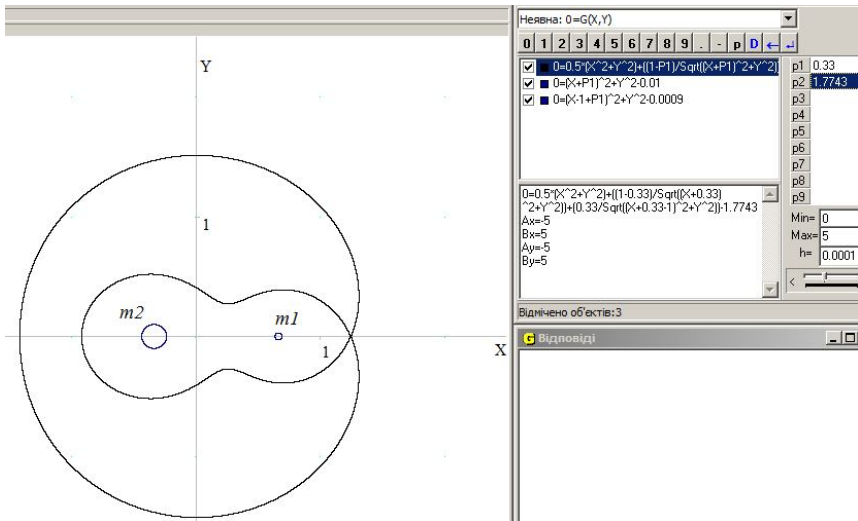 Y
1
m2
m1
1
X
Неявна: 0=G(X,Y)
0 1 2 3 4 5 6 7 8 9 . - p D ← ↲
0=0.5*(X^2+Y^2)+((1-P1)/Sqrt((X+P1)^2+Y^2))
0=(X+P1)^2+Y^2-0.01
0=(X-1+P1)^2+Y^2-0.0009
p1 0.33
p2 1.7743
p3
p4
p5
p6
p7
p8
p9
0=0.5*(X^2+Y^2)+((1-0.33)/Sqrt((X+0.33)
^2+Y^2))+(0.33/Sqrt((X+0.33-1)^2+Y^2))-1.7743
Ax=-5
Bx=5
Ay=-5
By=5
Min= 0
Max= 5
h= 0.0001
<
Відмічено об'єктів:3
G Відповіді